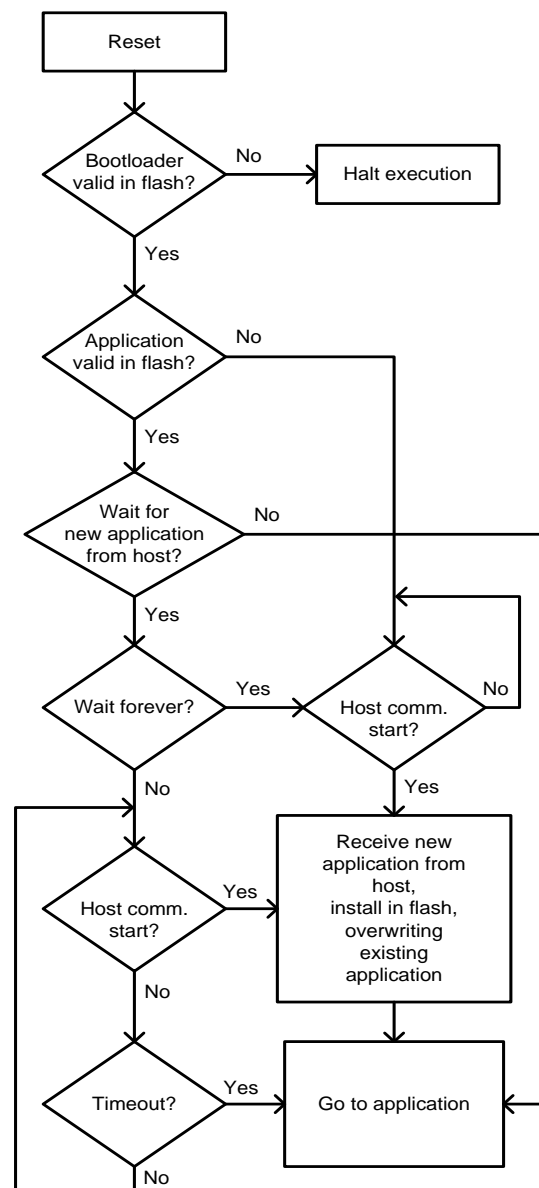 Reset
Bootloader
valid in flash?
No
Halt execution
Yes
Application
valid in flash?
No
Yes
Wait for
new application
from host?
No
Yes
Wait forever?
Yes
Host comm.
start?
No
No
Yes
Host comm.
start?
Yes
Receive new
application from
host,
install in flash,
overwriting
existing
application
No
Timeout?
Yes
Go to application
No